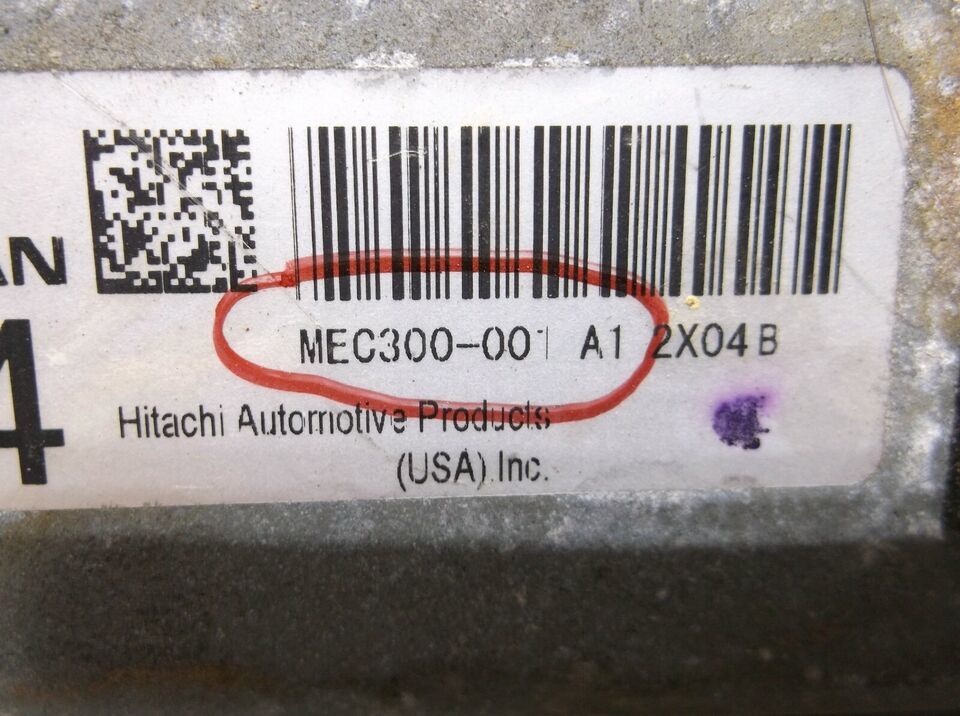 AN
4
MEC300-001 A1 2X04 B
Hitachi Automotive Products
(USA) Inc.